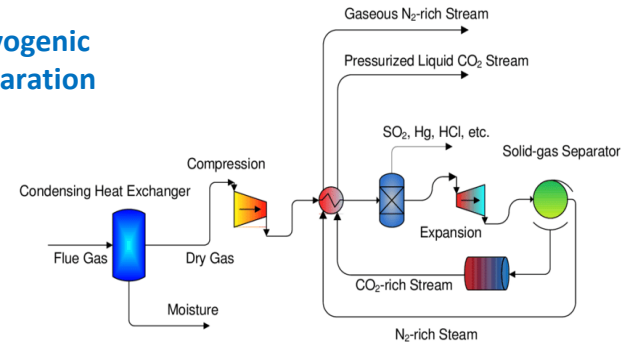 yogenic
aration
Gaseous N₂-rich Stream
Pressurized Liquid CO₂ Stream
SO₂, Hg, HCl, etc.
Solid-gas Separator
Compression
Condensing Heat Exchanger
Expansion
Flue Gas
Dry Gas
CO₂-rich Stream
Moisture
N₂-rich Steam